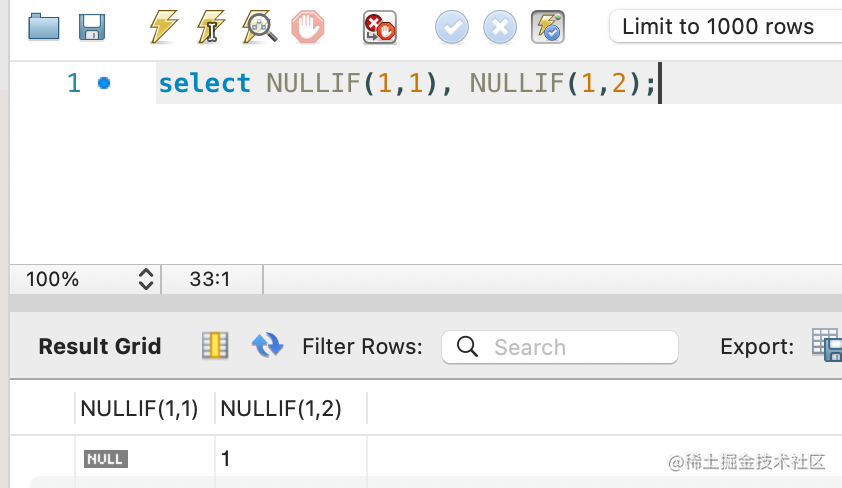 Limit to 1000 rows
1 select NULLIF(1,1), NULLIF(1,2);
100% 33:1
Result Grid Filter Rows: Search Export:
NULLIF(1,1) NULLIF(1,2)
NULL 1
@稀土掘金技术社区